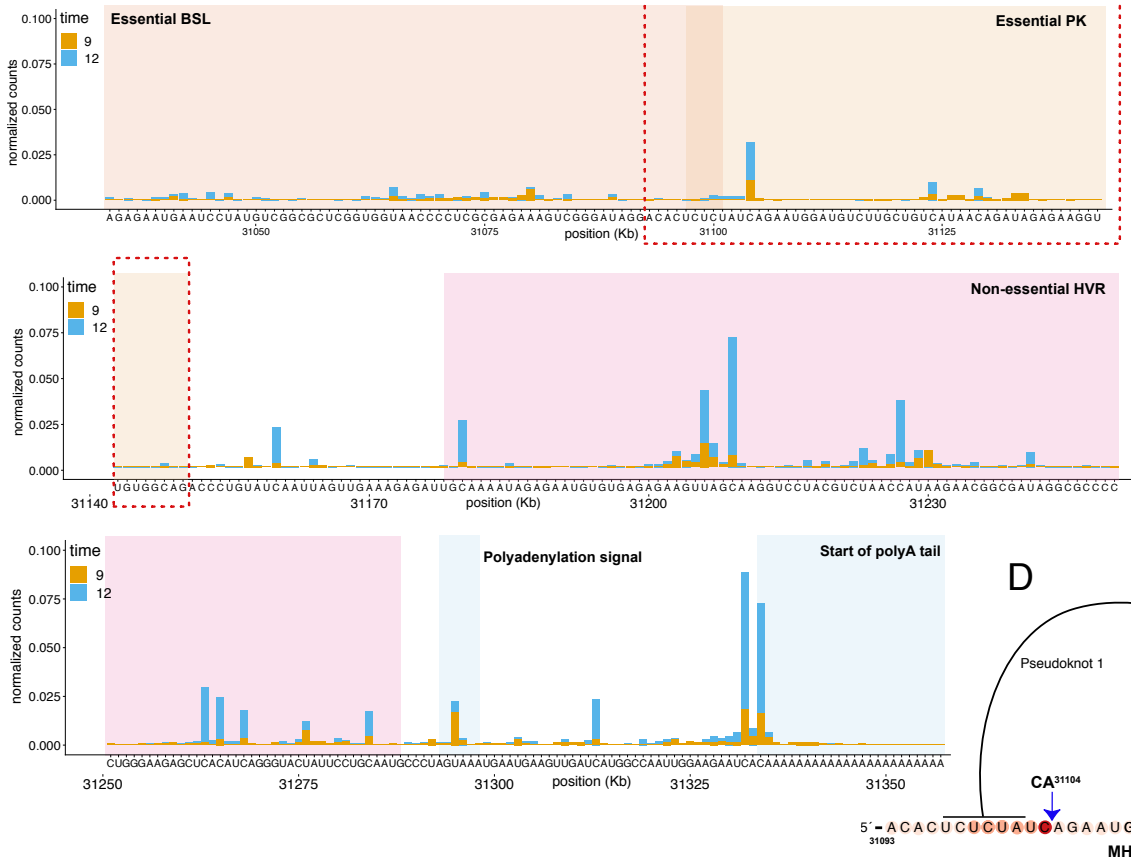 0.100
0.075
0.050
0.025
0.000
normalized counts
time
9
12
Essential BSL
Essential PK
AGAGAAUGAAUCCUAUGUCGGCGCUCGGUGGUAACCCCUCGCGAGAAAGUCGGGAUAGGACACUCUCUAUCAGAAUGGAUGUCUUGCUGUCAUAACAGAUAGAGAAGGU
31050 31075 31100 31125
position (Kb)
0.100
0.075
0.050
0.025
0.000
normalized counts
time
9
12
Non-essential HVR
UGUGGCAGACCCUGUAUCAAUUAGUUGAAAGAGAUUGCAAAAUAGAGAAUGUGUGAGAGAAGUUAGCAAGGUCCUACGUCUAACCAUAAGAACGGCGAUAGGCGCCCC
31140 31170 31200 31230
position (Kb)
0.100
0.075
0.050
0.025
0.000
normalized counts
time
9
12
Polyadenylation signal
Start of polyA tail
CUGGGAAGAGCUCACAUCAGGGUACUAUUCCUGCAAUGCCCUAGUAAAUGAAUGAAGUUGAUCAUGGCCAAUUGGAAGAAUCACAAAAAAAAAAAAAAAAAAAAAAA
31250 31275 31300 31325 31350
position (Kb)
D
Pseudoknot 1
CA31104
5´-ACACUCUCUAUCAGAAUG
31093
MH